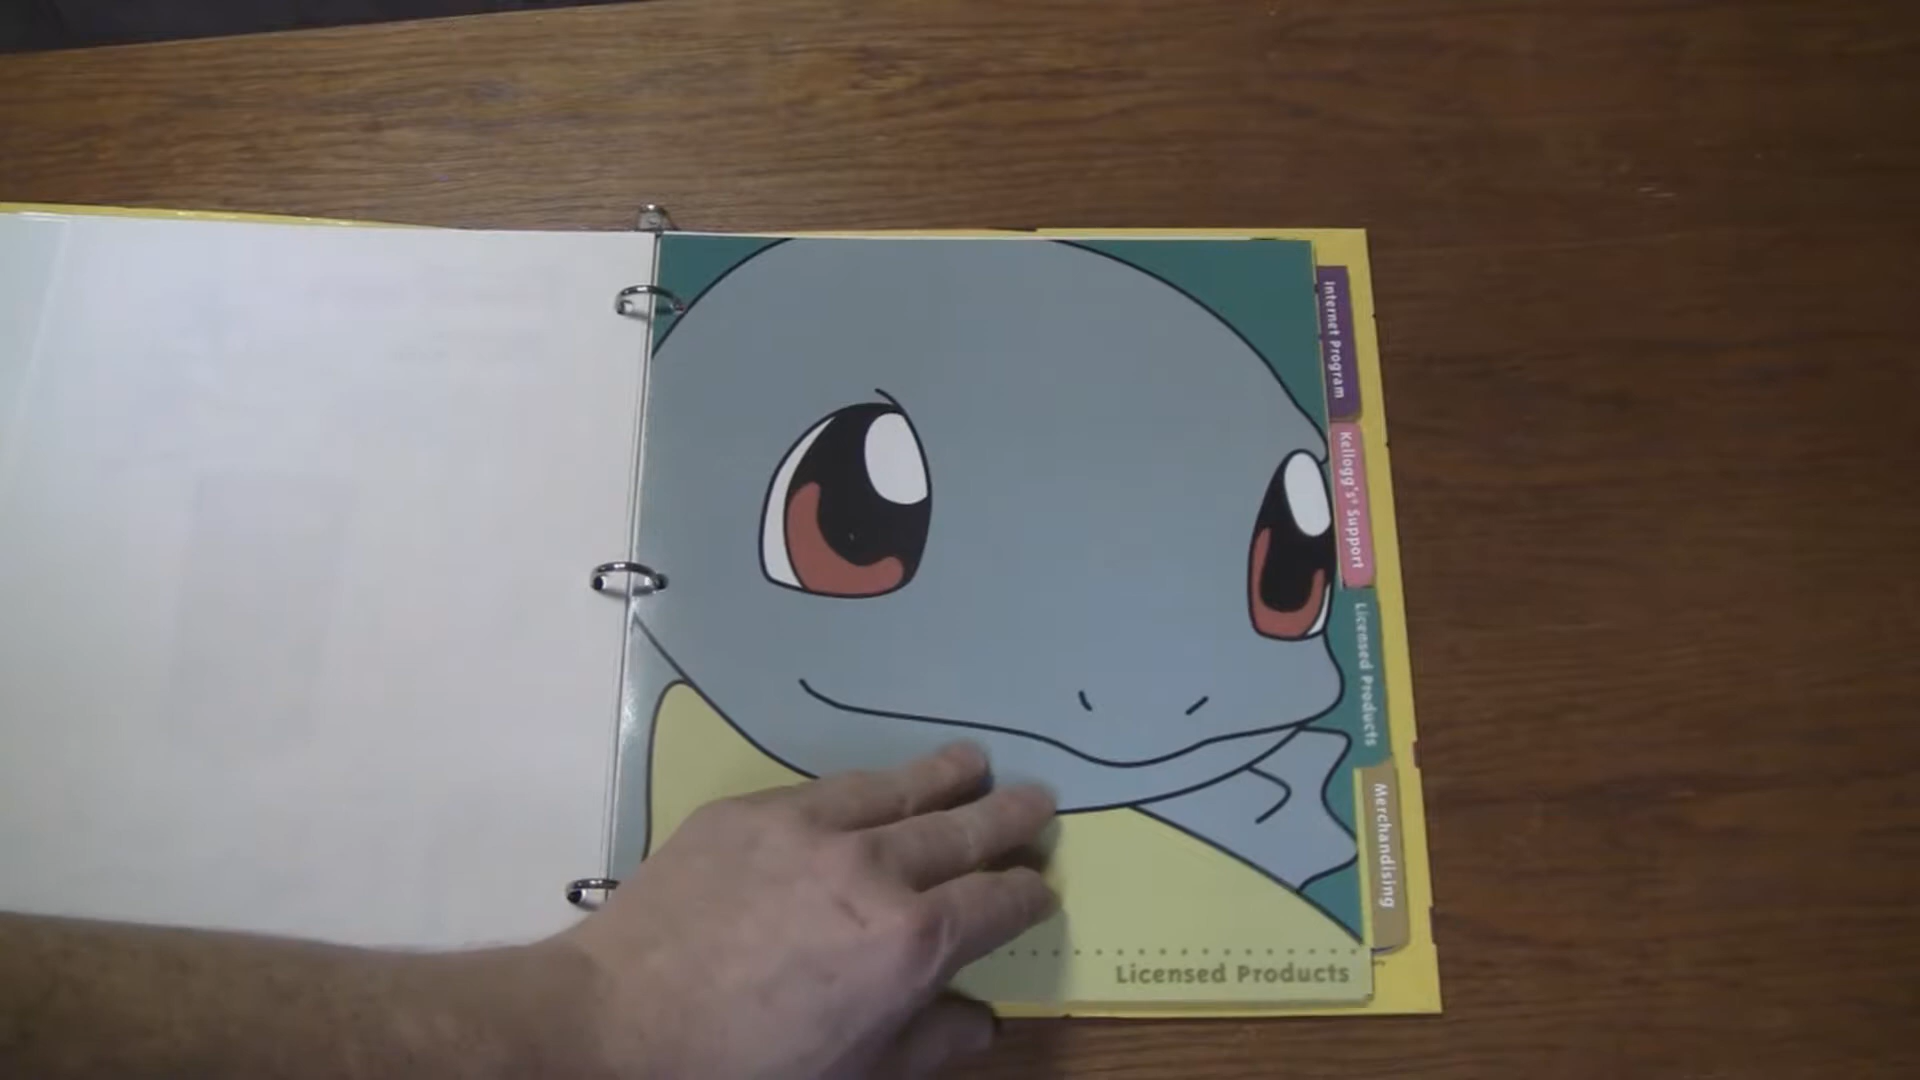 Internet Program
Kellogg's® Support
Licensed Products
Merchandising
Licensed Products